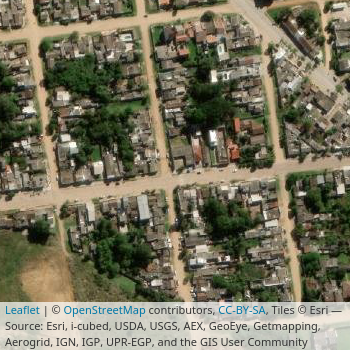 Leaflet | © OpenStreetMap contributors, CC-BY-SA, Tiles © Esri —
Source: Esri, i-cubed, USDA, USGS, AEX, GeoEye, Getmapping,
Aerogrid, IGN, IGP, UPR-EGP, and the GIS User Community